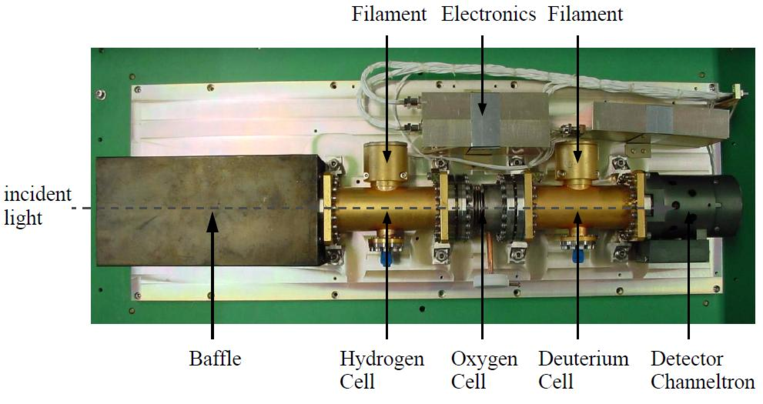 Filament Electronics Filament
incident
light
Baffle
Hydrogen
Cell
Oxygen
Cell
Deuterium
Cell
Detector
Channeltron